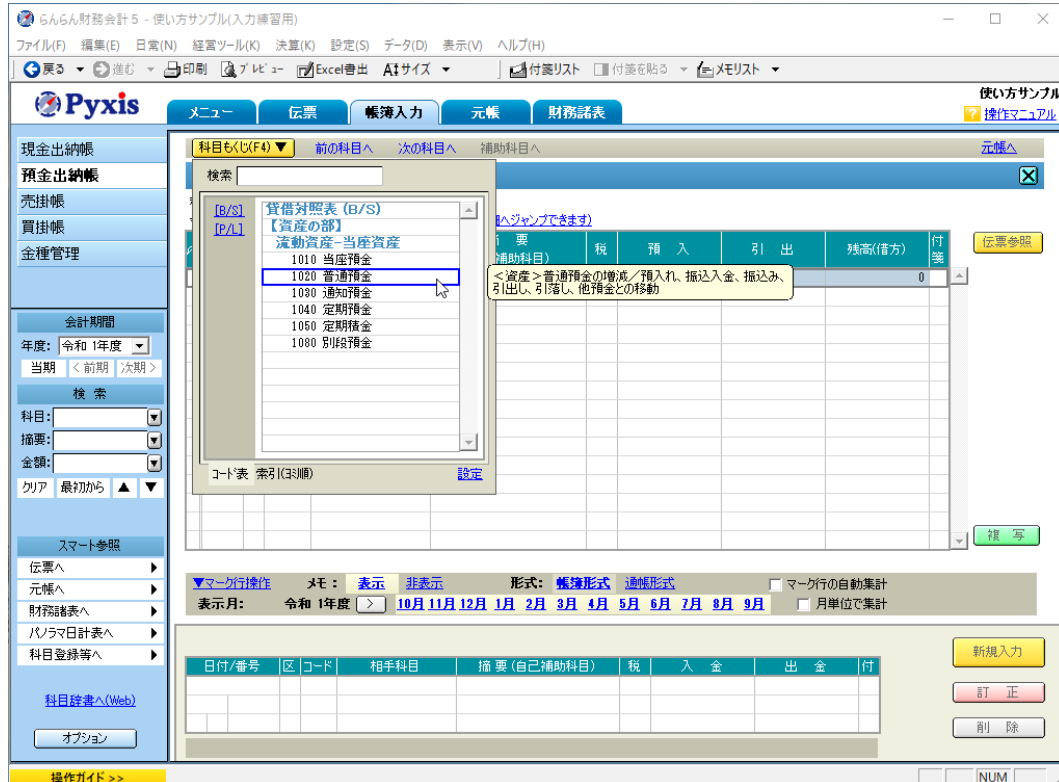 らんらん財務会計５ - 使い方サンプル(入力練習用)
ファイル(F) 編集(E) 日常(N) 経営ツール(K) 決算(K) 設定(S) データ(D) 表示(V) ヘルプ(H)
戻る 進む 印刷 プレビュー Excel書出 サイズ 付箋リスト 付箋を貼る メモリスト
使い方サンプル
Pyxis メニュー 伝票 帳簿入力 元帳 財務諸表 ? 操作マニュアル
現金出納帳
預金出納帳
売掛帳
買掛帳
金種管理
科目もくじ(F4)▼ 前の科目へ 次の科目へ 補助科目へ 元帳へ
検索
[B/S] 貸借対照表 (B/S)
[P/L] 【資産の部】
流動資産-当座資産
1010 当座預金
1020 普通預金
1030 通知預金
1040 定期預金
1050 定期積金
1080 別段預金
コード表 索引(ヨミ順) 設定
へジャンプできます)
要 税 預 入 引 出 残高(借方) 付箋
補助科目)
0
伝票参照
＜資産＞普通預金の増減／預入れ、振込入金、振込み、
引出し、引落し、他預金との移動
会計期間
年度: 令和 1年度
当期 <前期 次期>
検 索
科目:
摘要:
金額:
クリア 最初から ▲ ▼
スマート参照
伝票へ
元帳へ
財務諸表へ
パノラマ日計表へ
科目登録等へ
科目辞書へ(Web)
オプション
複 写
▼マーク行操作 メモ： 表示 非表示 形式: 帳簿形式 通帳形式 マーク行の自動集計
表示月: 令和 1年度 > 10月 11月 12月 1月 2月 3月 4月 5月 6月 7月 8月 9月 月単位で集計
日付/番号 区 コード 相手科目 摘 要 (自己補助科目) 税 入 金 出 金 付
新規入力
訂 正
削 除
操作ガイド >> NUM